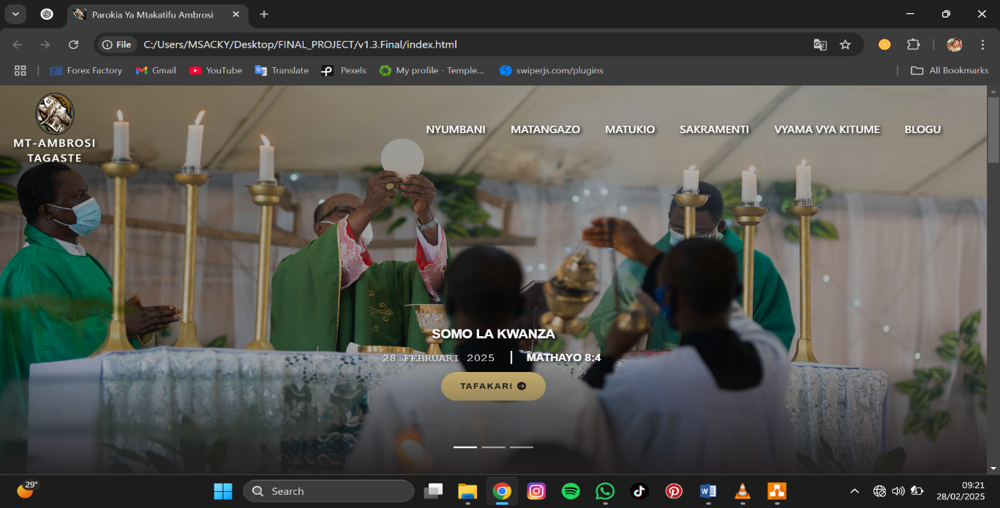 Parokia Ya Mtakatifu Ambrosi
File C:/Users/MSACKY/Desktop/FINAL_PROJECT/v1.3.Final/index.html
Forex Factory Gmail YouTube Translate Pexels My profile - Temple... swiperjs.com/plugins All Bookmarks
MT-AMBROSI
TAGASTE
NYUMBANI MATANGAZO MATUKIO SAKRAMENTI VYAMA VYA KITUME BLOGU
SOMO LA KWANZA
28 FEBRUARI 2025 | MATHAYO 8:4
TAFAKARI
29°
Search
09:21
28/02/2025